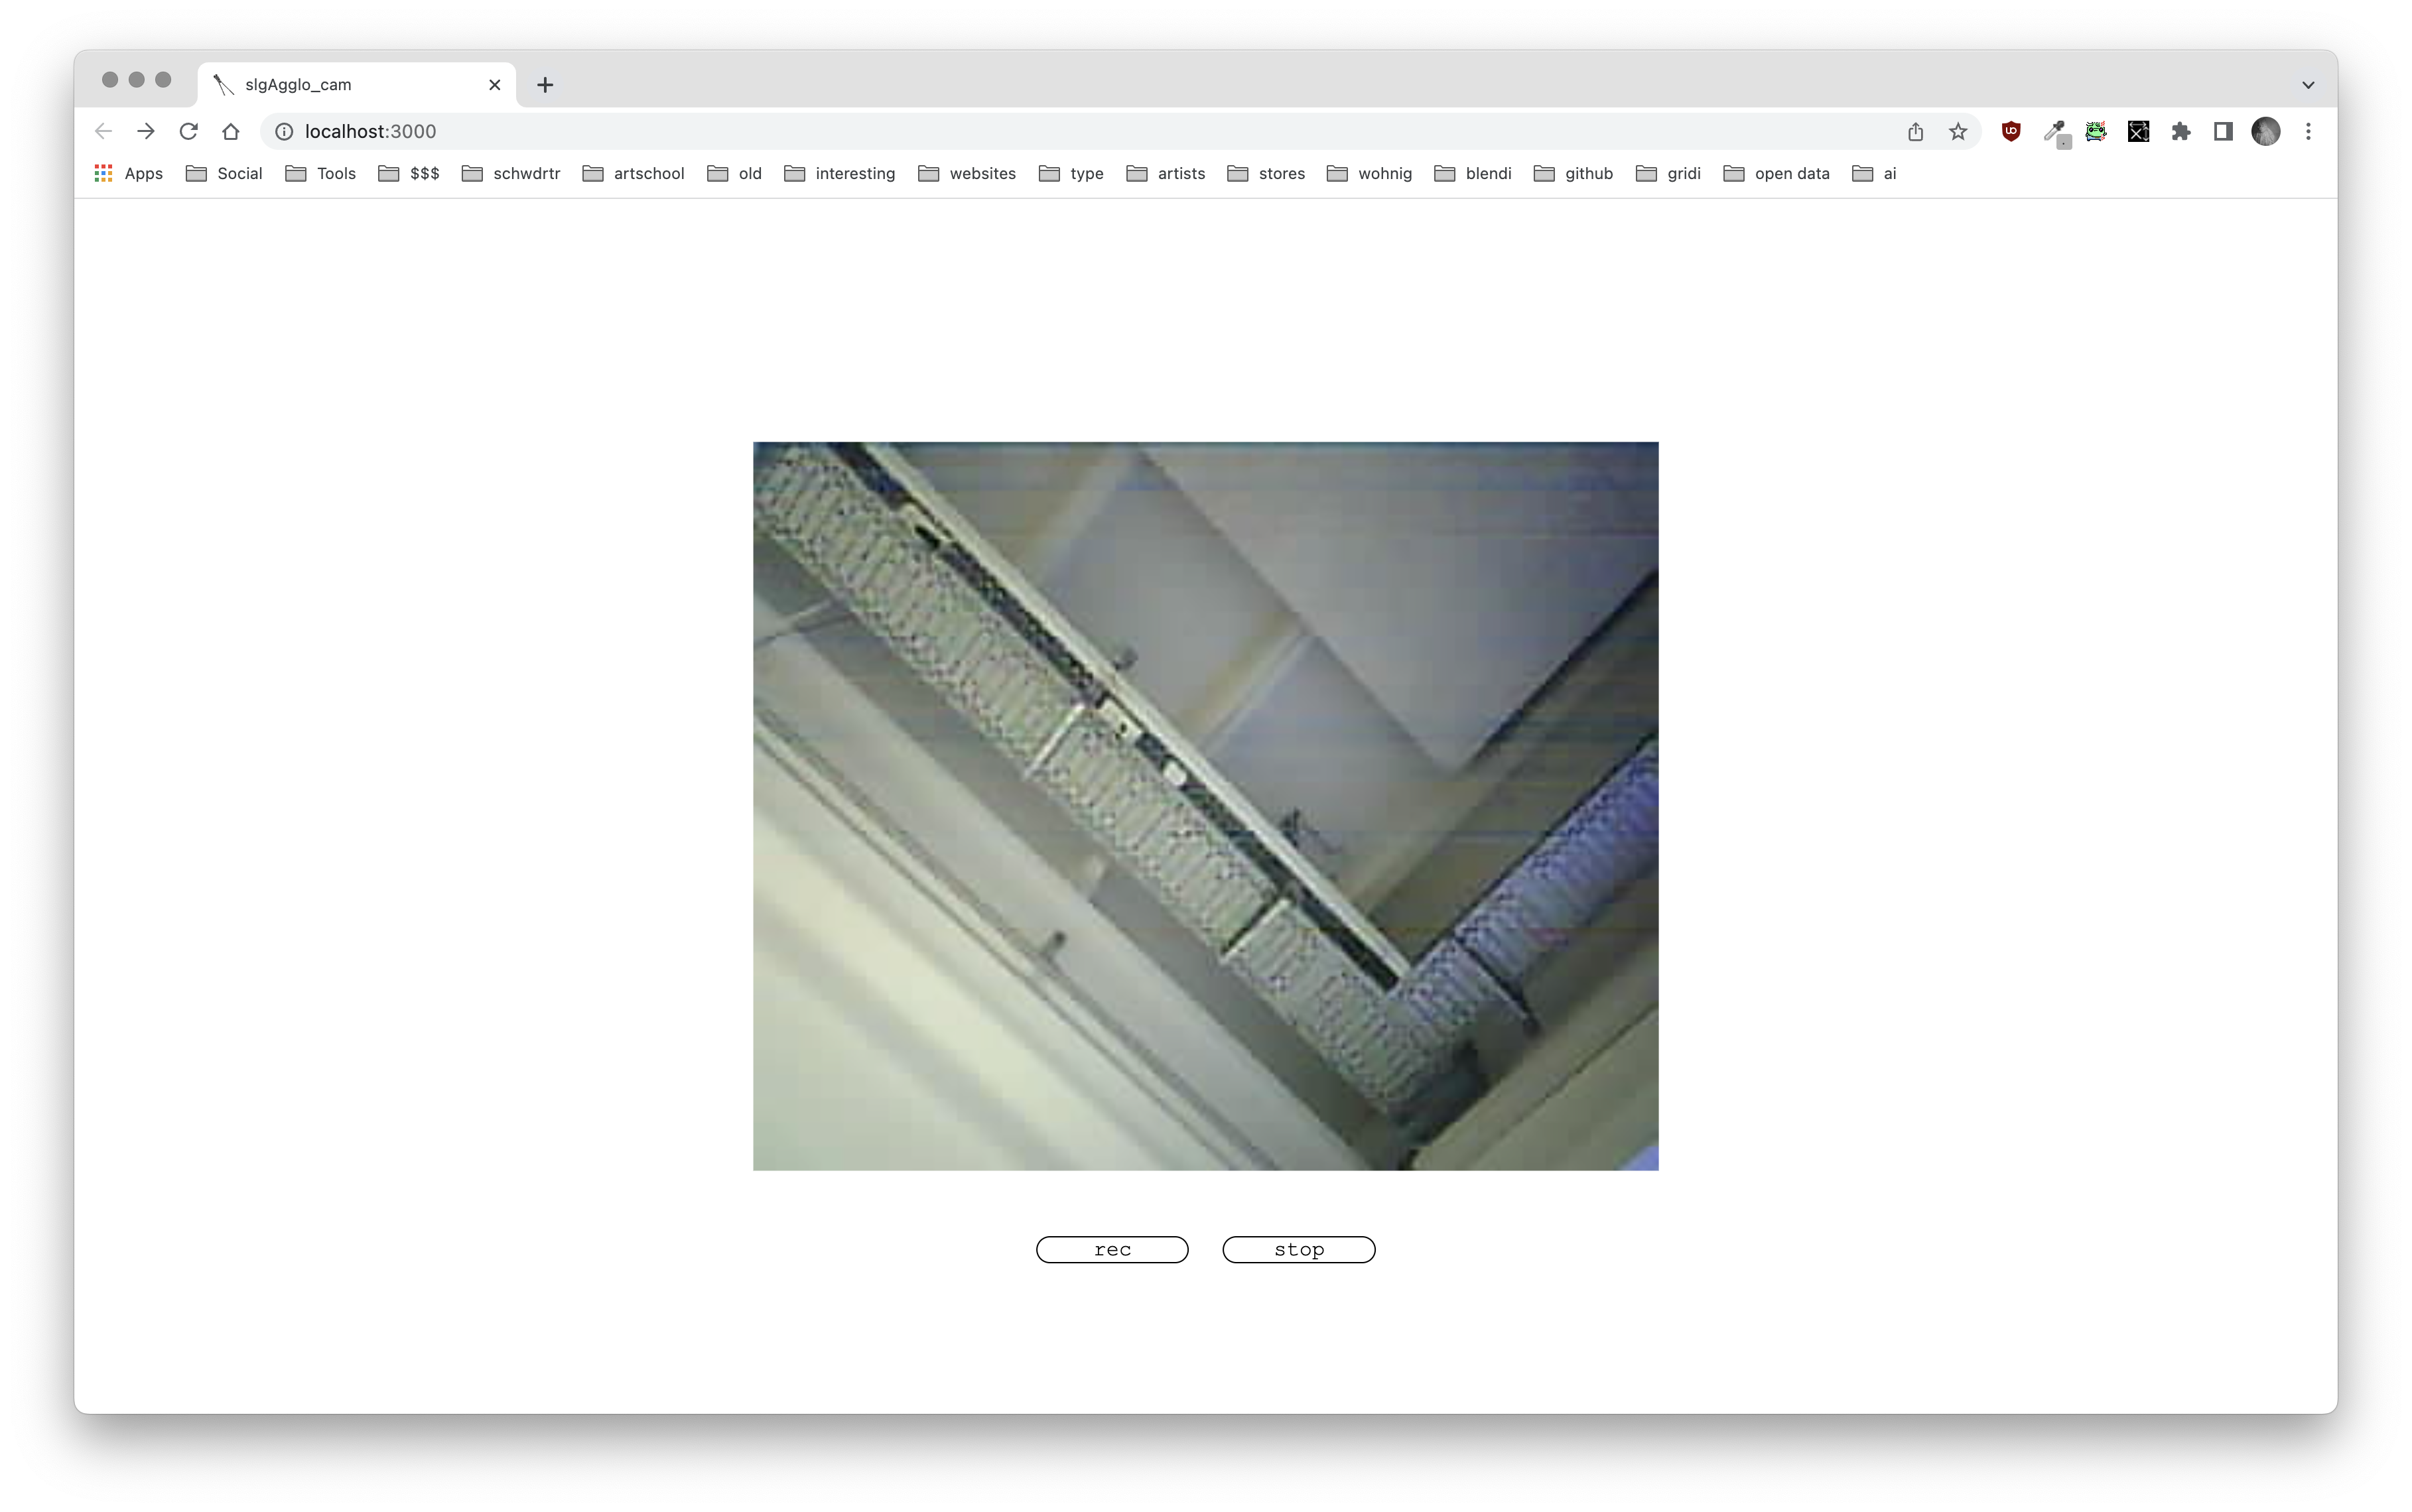 slgAgglo_cam
localhost:3000
Apps Social Tools $$$ schwdrtr artschool old interesting websites type artists stores wohnig blendi github gridi open data ai
rec stop